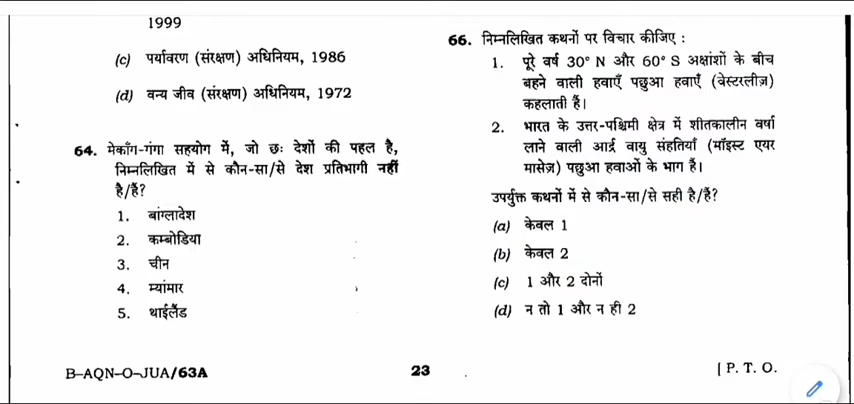 1999
(c) पर्यावरण (संरक्षण) अधिनियम, 1986
(d) वन्य जीव (संरक्षण) अधिनियम, 1972
64. मेकाँग-गंगा सहयोग में, जो छः देशों की पहल है,
निम्नलिखित में से कौन-सा/से देश प्रतिभागी नहीं
है/हैं?
1. बांग्लादेश
2. कम्बोडिया
3. चीन
4. म्यांमार
5. थाईलैंड
66. निम्नलिखित कथनों पर विचार कीजिए :
1. पूरे वर्ष 30° N और 60° S अक्षांशों के बीच
बहने वाली हवाएँ पछुआ हवाएँ (वेस्टरलीज़)
कहलाती हैं।
2. भारत के उत्तर-पश्चिमी क्षेत्र में शीतकालीन वर्षा
लाने वाली आर्द्र वायु संहतियाँ (मॉइस्ट एयर
मासेज़) पछुआ हवाओं के भाग हैं।
उपर्युक्त कथनों में से कौन-सा/से सही है/हैं?
(a) केवल 1
(b) केवल 2
(c) 1 और 2 दोनों
(d) न तो 1 और न ही 2
B-AQN-O-JUA/63A
23
[ P. T. O.